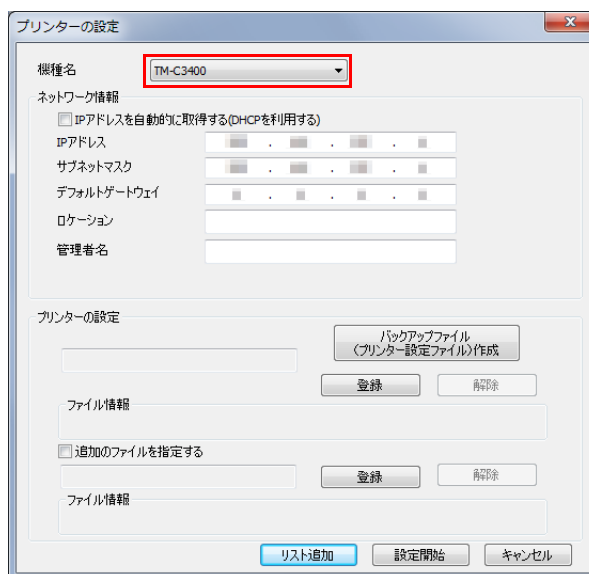 プリンターの設定
機種名 TM-C3400
ネットワーク情報
IPアドレスを自動的に取得する(DHCPを利用する)
IPアドレス . . .
サブネットマスク . . .
デフォルトゲートウェイ . . .
ロケーション
管理者名
プリンターの設定
バックアップファイル
(プリンター設定ファイル)作成
登録 解除
ファイル情報
追加のファイルを指定する
登録 解除
ファイル情報
リスト追加 設定開始 キャンセル